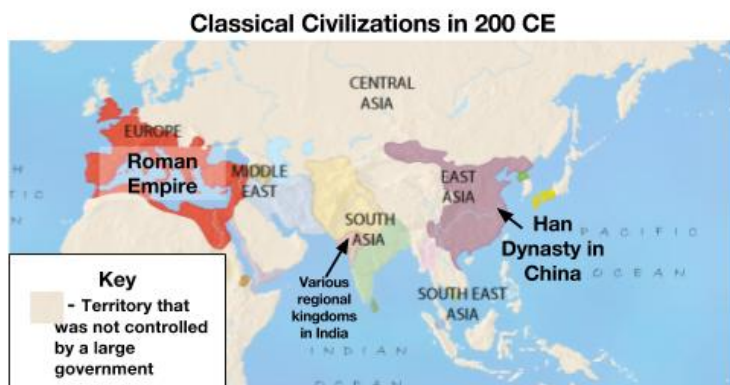 Classical Civilizations in 200 CE
CENTRAL
ASIA
EUROPE
Roman
Empire
MIDDLE
EAST
EAST
ASIA
SOUTH
ASIA
Han
Dynasty in
China
PACIFIC
OCEAN
Various
regional
kingdoms
in India
SOUTH EAST
ASIA
INDIAN
OCEAN
Key
- Territory that
was not controlled
by a large
government